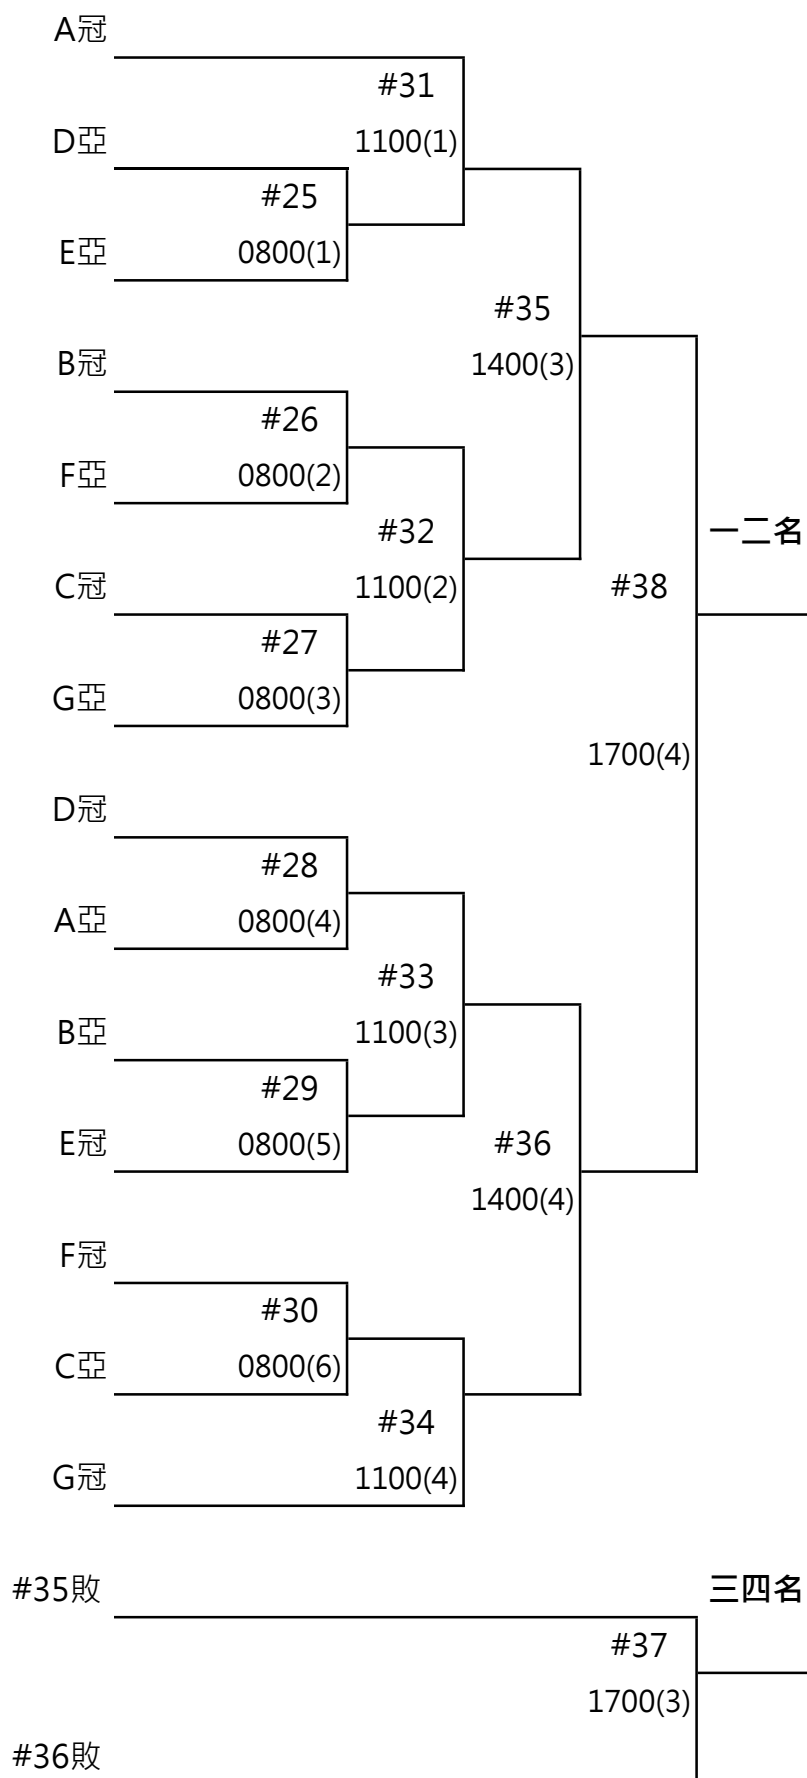 A冠
#31
D亞
1100(1)
#25
E亞
0800(1)
#35
B冠
1400(3)
#26
F亞
0800(2)
#32
一二名
C冠
1100(2)
#38
#27
G亞
0800(3)
1700(4)
D冠
#28
A亞
0800(4)
#33
B亞
1100(3)
#29
E冠
0800(5)
#36
1400(4)
F冠
#30
C亞
0800(6)
#34
G冠
1100(4)
#35敗
三四名
#37
1700(3)
#36敗